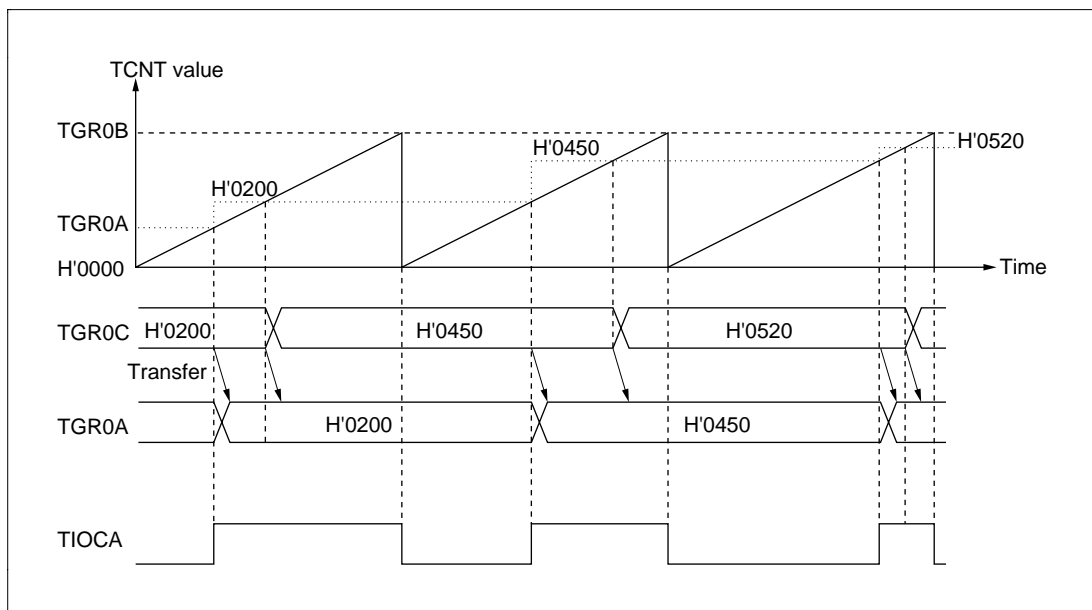 TCNT value
TGR0B
H'0520
H'0450
H'0200
TGR0A
H'0000
Time
TGR0C
H'0200
H'0450
H'0520
Transfer
TGR0A
H'0200
H'0450
TIOCA